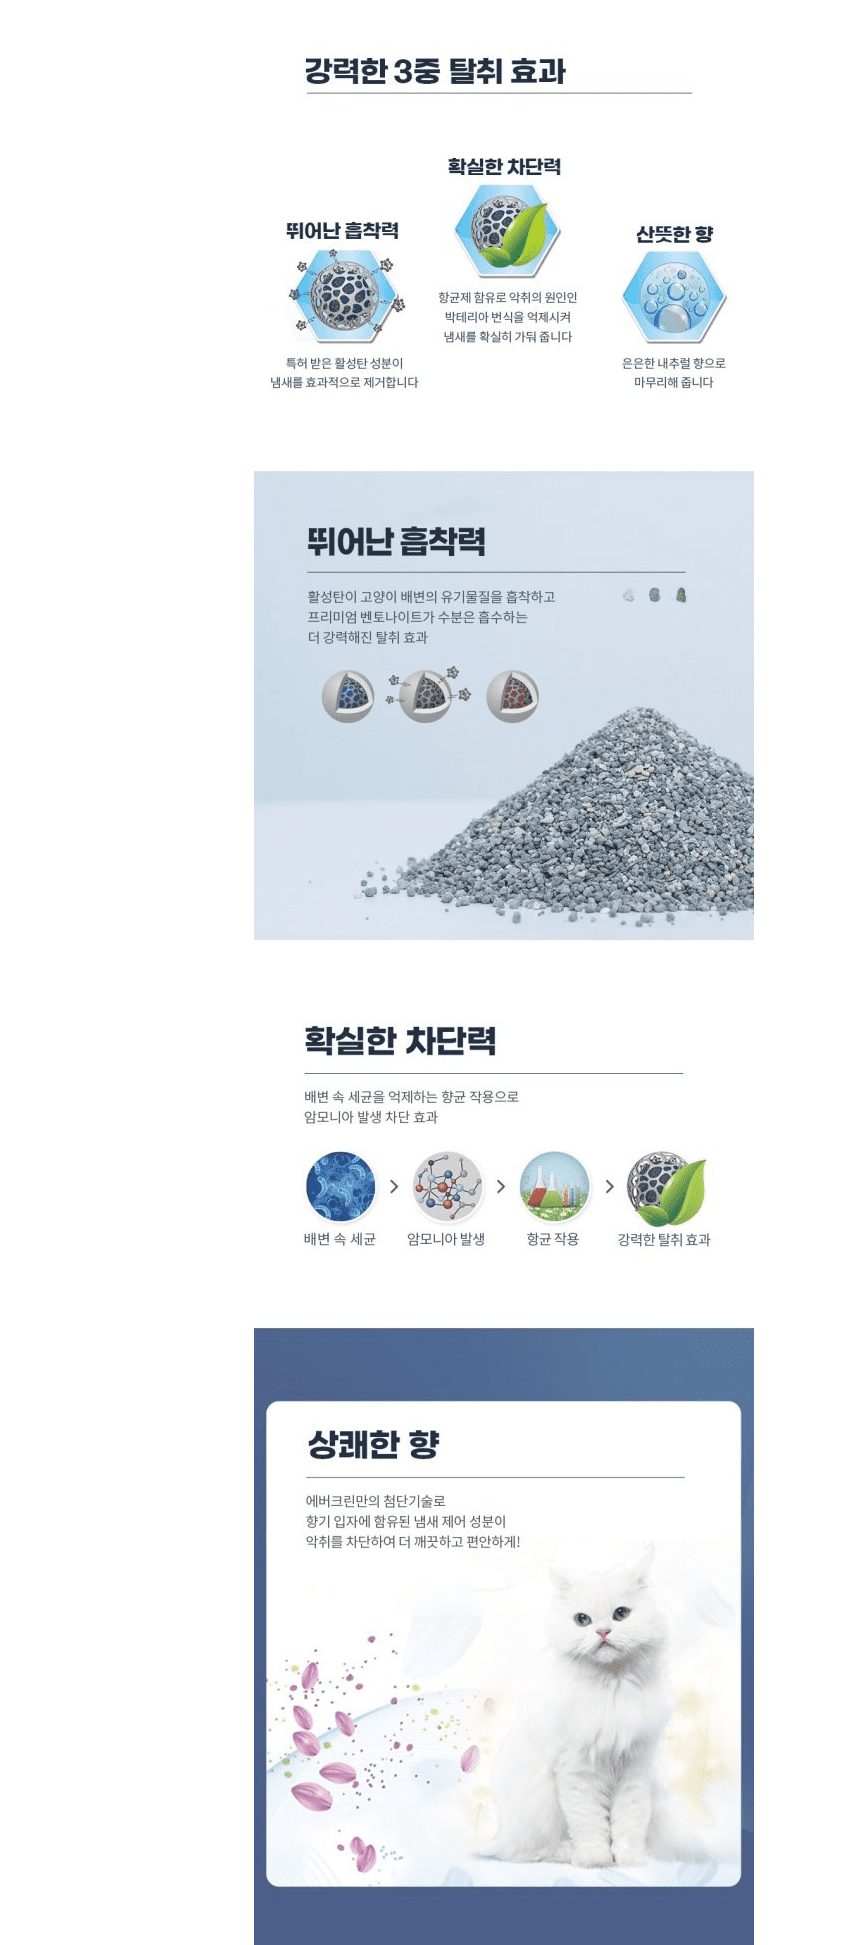 강력한 3중 탈취 효과
확실한 차단력
뛰어난 흡착력
산뜻한 향
항균제 함유로 악취의 원인인
박테리아 번식을 억제시켜
냄새를 확실히 가둬 줍니다
특허 받은 활성탄 성분이
냄새를 효과적으로 제거합니다
은은한 내추럴 향으로
마무리해 줍니다
뛰어난 흡착력
활성탄이 고양이 배변의 유기물질을 흡착하고
프리미엄 벤토나이트가 수분은 흡수하는
더 강력해진 탈취 효과
확실한 차단력
배변 속 세균을 억제하는 향균 작용으로
암모니아 발생 차단 효과
배변 속 세균
암모니아 발생
항균 작용
강력한 탈취 효과
상쾌한 향
에버크린만의 첨단기술로
향기 입자에 함유된 냄새 제어 성분이
악취를 차단하여 더 깨끗하고 편안하게!